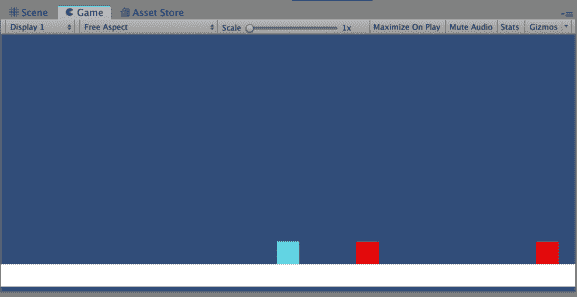 Scene Game Asset Store
Display 1 Free Aspect Scale 1x Maximize On Play Mute Audio Stats Gizmos